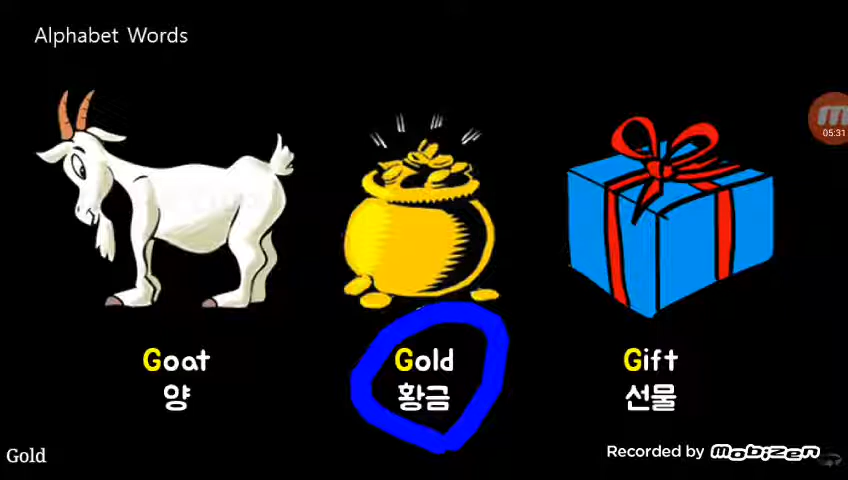 Alphabet Words
05:31
Goat
양
Gold
황금
Gift
선물
Gold
Recorded by mobizen